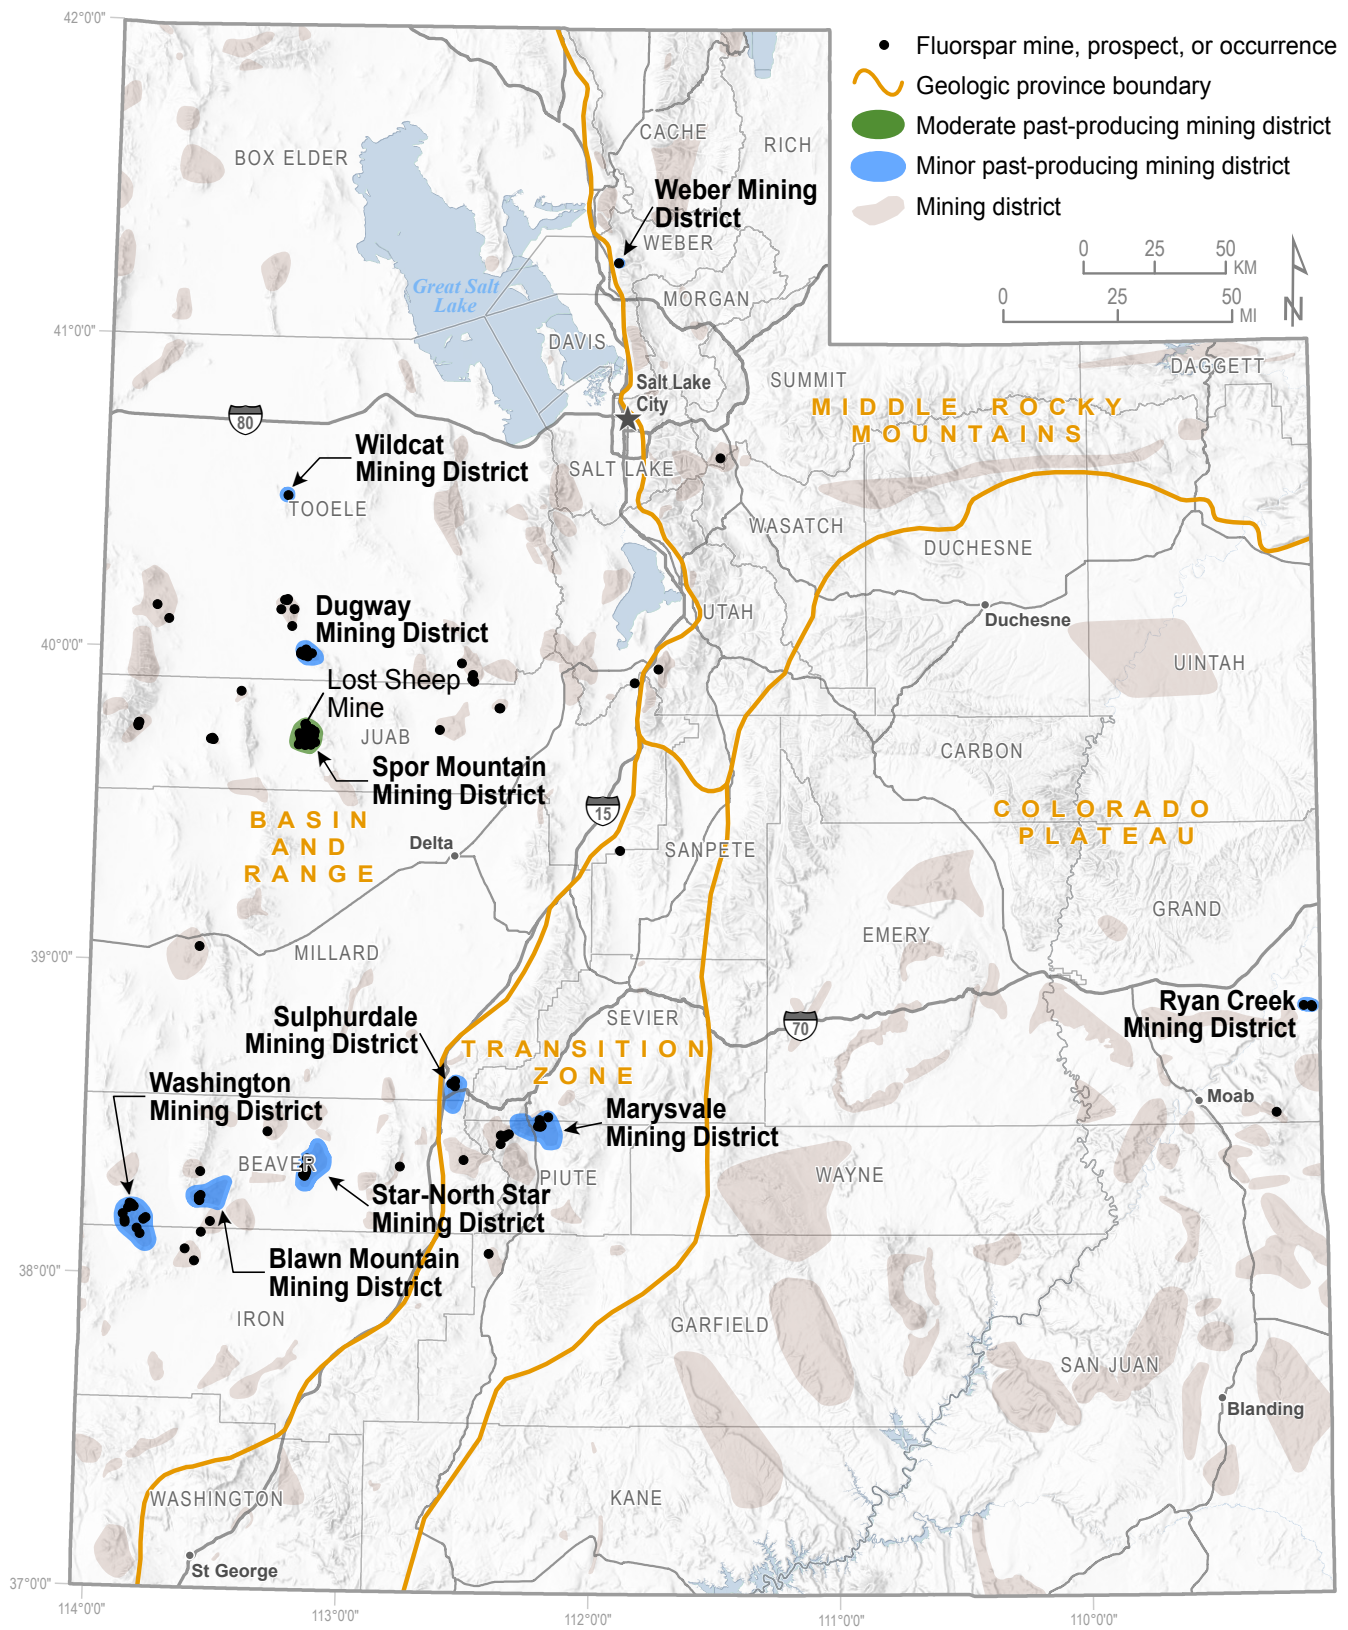 42°0'0"
Fluorspar mine, prospect, or occurrence
Geologic province boundary
Moderate past-producing mining district
Minor past-producing mining district
Mining district
0 25 50
KM
0 25 50
MI
N
CACHE
RICH
BOX ELDER
Weber Mining
District
WEBER
Great Salt
Lake
MORGAN
41°0'0"
DAVIS
DAGGETT
Salt Lake
City
SUMMIT
MIDDLE ROCKY
MOUNTAINS
80
Wildcat
Mining District
SALT LAKE
TOOELE
WASATCH
DUCHESNE
Dugway
Mining District
UTAH
Duchesne
40°0'0"
UINTAH
Lost Sheep
Mine
JUAB
CARBON
Spor Mountain
Mining District
15
BASIN
AND
RANGE
COLORADO
PLATEAU
Delta
SANPETE
GRAND
EMERY
39°0'0"
MILLARD
Ryan Creek
Mining District
Sulphurdale
Mining District
SEVIER
70
TRANSITION
ZONE
Washington
Mining District
Moab
Marysvale
Mining District
BEAVER
PIUTE
WAYNE
Star-North Star
Mining District
Blawn Mountain
Mining District
38°0'0"
IRON
GARFIELD
SAN JUAN
Blanding
WASHINGTON
KANE
St George
37°0'0"
114°0'0"
113°0'0"
112°0'0"
111°0'0"
110°0'0"